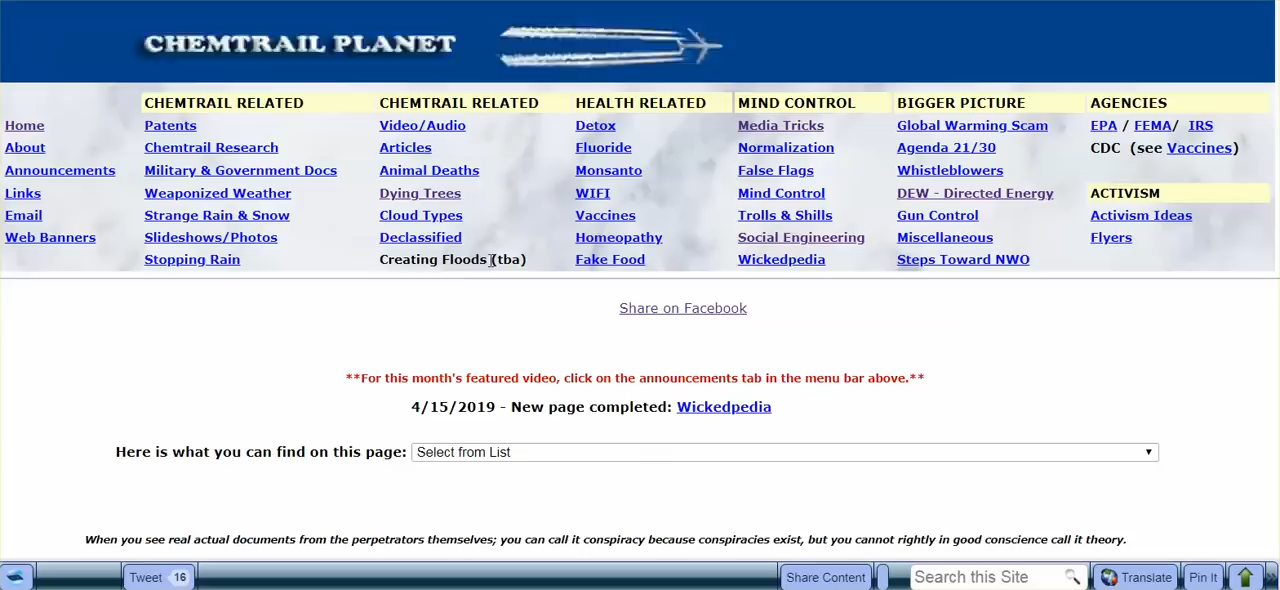 CHEMTRAIL PLANET
CHEMTRAIL RELATED CHEMTRAIL RELATED HEALTH RELATED MIND CONTROL BIGGER PICTURE AGENCIES
Home Patents Video/Audio Detox Media Tricks Global Warming Scam EPA / FEMA/ IRS
About Chemtrail Research Articles Fluoride Normalization Agenda 21/30 CDC (see Vaccines)
Announcements Military & Government Docs Animal Deaths Monsanto False Flags Whistleblowers
Links Weaponized Weather Dying Trees WIFI Mind Control DEW - Directed Energy ACTIVISM
Email Strange Rain & Snow Cloud Types Vaccines Trolls & Shills Gun Control Activism Ideas
Web Banners Slideshows/Photos Declassified Homeopathy Social Engineering Miscellaneous Flyers
Stopping Rain Creating Floods (tba) Fake Food Wickedpedia Steps Toward NWO
Share on Facebook
**For this month's featured video, click on the announcements tab in the menu bar above.**
4/15/2019 - New page completed: Wickedpedia
Here is what you can find on this page: Select from List
When you see real actual documents from the perpetrators themselves; you can call it conspiracy because conspiracies exist, but you cannot rightly in good conscience call it theory.
Tweet 16 Share Content Search this Site Translate Pin It